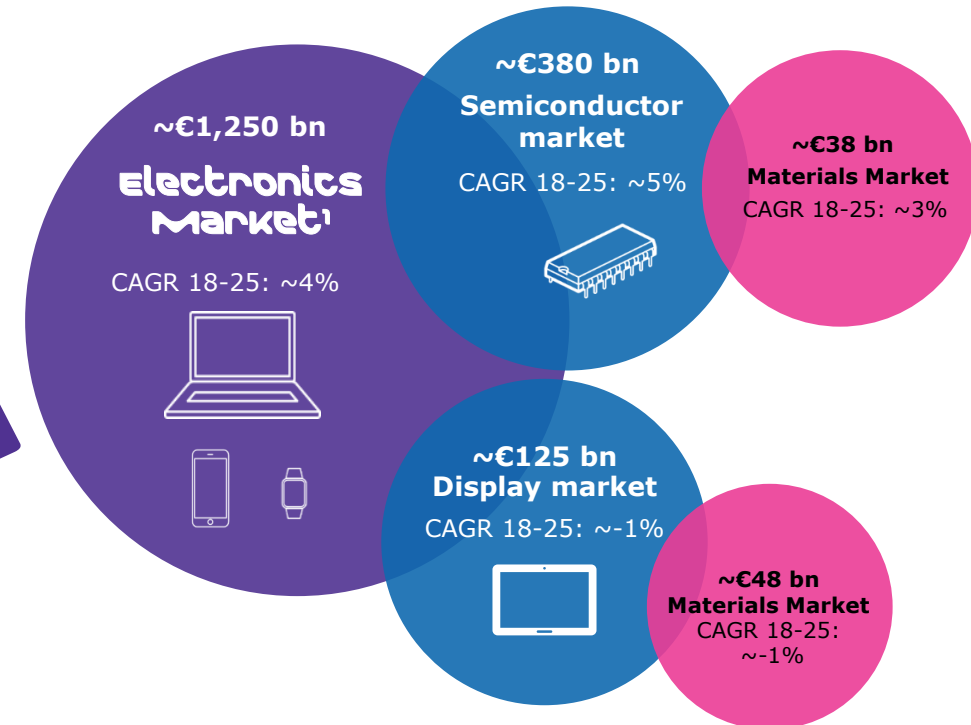 ~€1,250 bn
Electronics
Market¹
CAGR 18-25: ~4%
~€380 bn
Semiconductor
market
CAGR 18-25: ~5%
~€38 bn
Materials Market
CAGR 18-25: ~3%
~€125 bn
Display market
CAGR 18-25: ~-1%
~€48 bn
Materials Market
CAGR 18-25:
~-1%